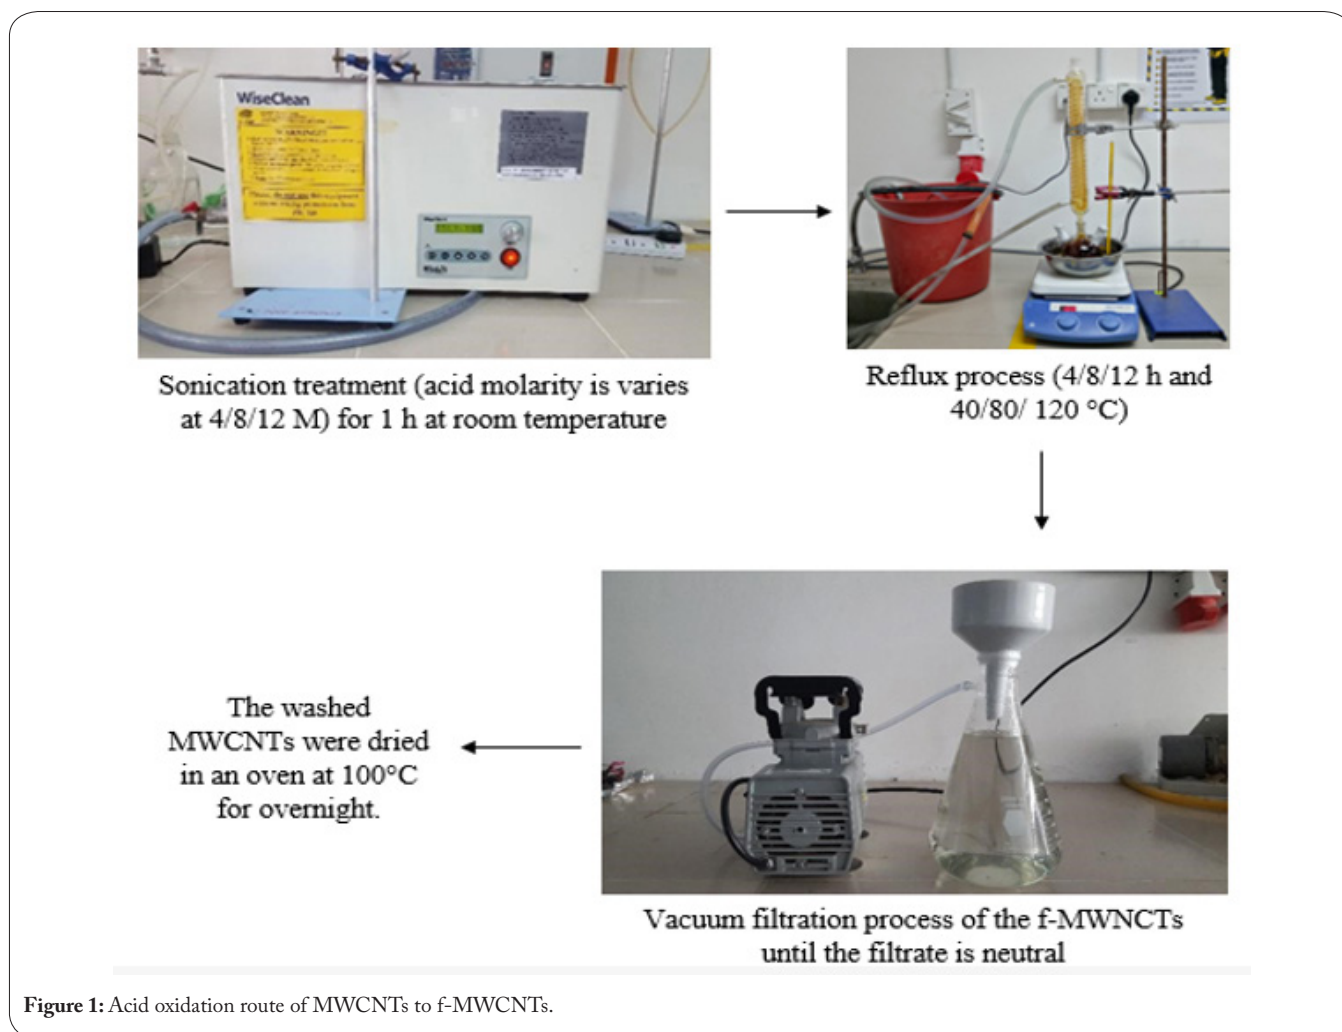 WiseClean
WARNING!!!
Sonication treatment (acid molarity is varies
at 4/8/12 M) for 1 h at room temperature
Reflux process (4/8/12 h and
40/80/ 120 °C)
The washed
MWCNTs were dried
in an oven at 100°C
for overnight.
Vacuum filtration process of the f-MWNCTs
until the filtrate is neutral
Figure 1: Acid oxidation route of MWCNTs to f-MWCNTs.